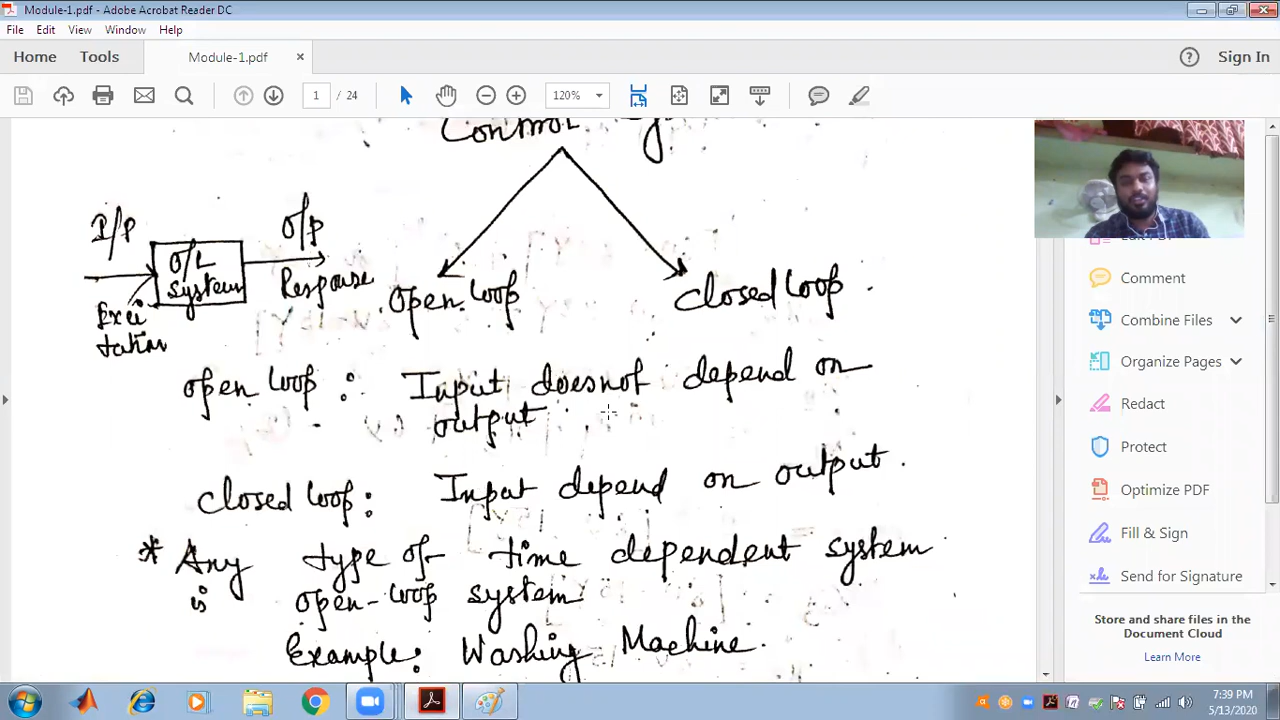 Module-1.pdf - Adobe Acrobat Reader DC
File Edit View Window Help
Home Tools Module-1.pdf × Sign In
1 / 24 120%
Control
I/P O/P
O/L
System
Response
Exci
tation
Open loop Closed loop .
open loop : Input doesnot depend on
output
closed loop: Input depend on output.
* Any type of time dependent system
is open-loop system
Example: Washing Machine.
Comment
Combine Files
Organize Pages
Redact
Protect
Optimize PDF
Fill & Sign
Send for Signature
Store and share files in the
Document Cloud
Learn More
7:39 PM
5/13/2020